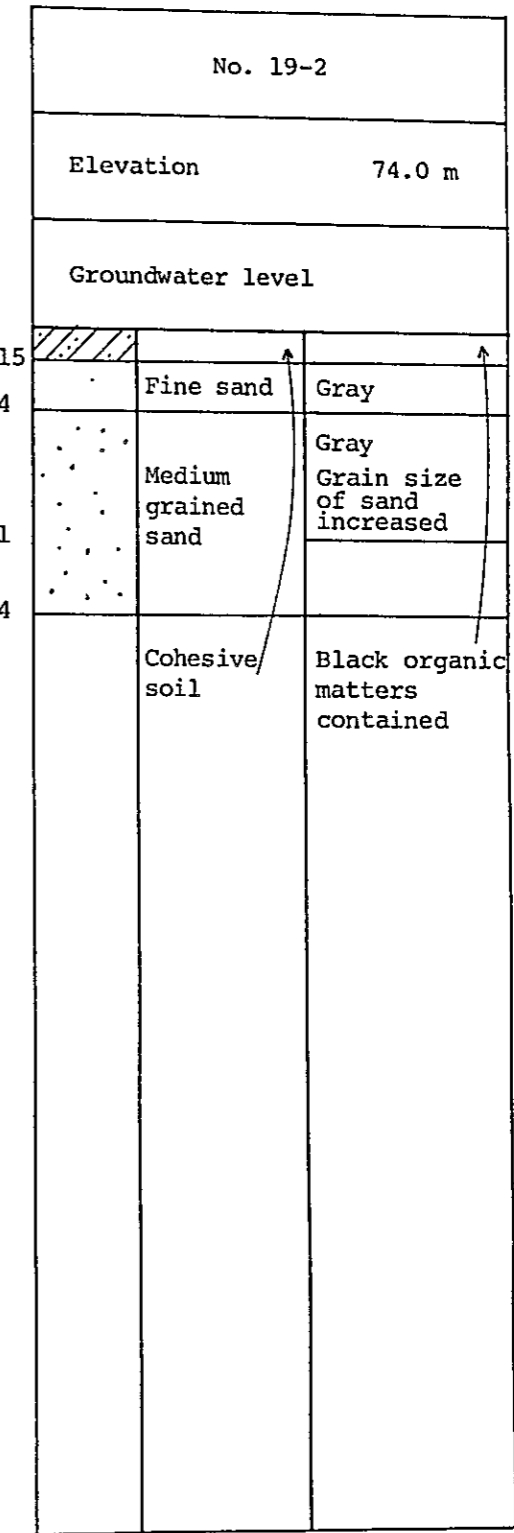 No. 19-2
Elevation 74.0 m
Groundwater level
15
Fine sand Gray
4
Gray
Medium Grain size
grained of sand
sand increased
1
4
Cohesive Black organic
soil matters
contained